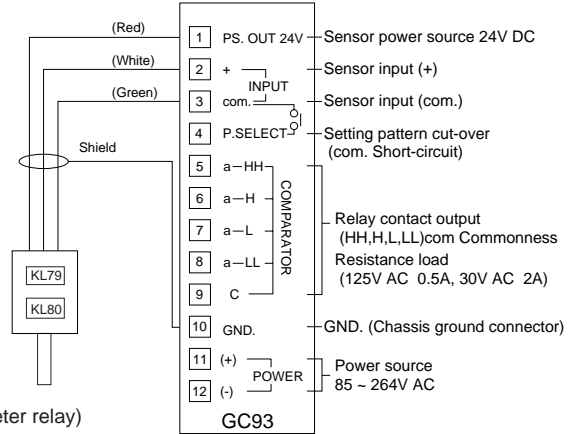 (Red)
1 PS. OUT 24V Sensor power source 24V DC
(White)
2 + Sensor input (+)
INPUT
(Green)
3 com. Sensor input (com.)
4 P.SELECT Setting pattern cut-over
(com. Short-circuit)
Shield
5 a-HH
6 a-H
7 a-L
8 a-LL
9 C
COMPARATOR
Relay contact output
(HH,H,L,LL)com Commonness
Resistance load
(125V AC 0.5A, 30V AC 2A)
KL79
KL80
10 GND. GND. (Chassis ground connector)
11 (+)
POWER
12 (-)
Power source
85 ~ 264V AC
eter relay)
GC93